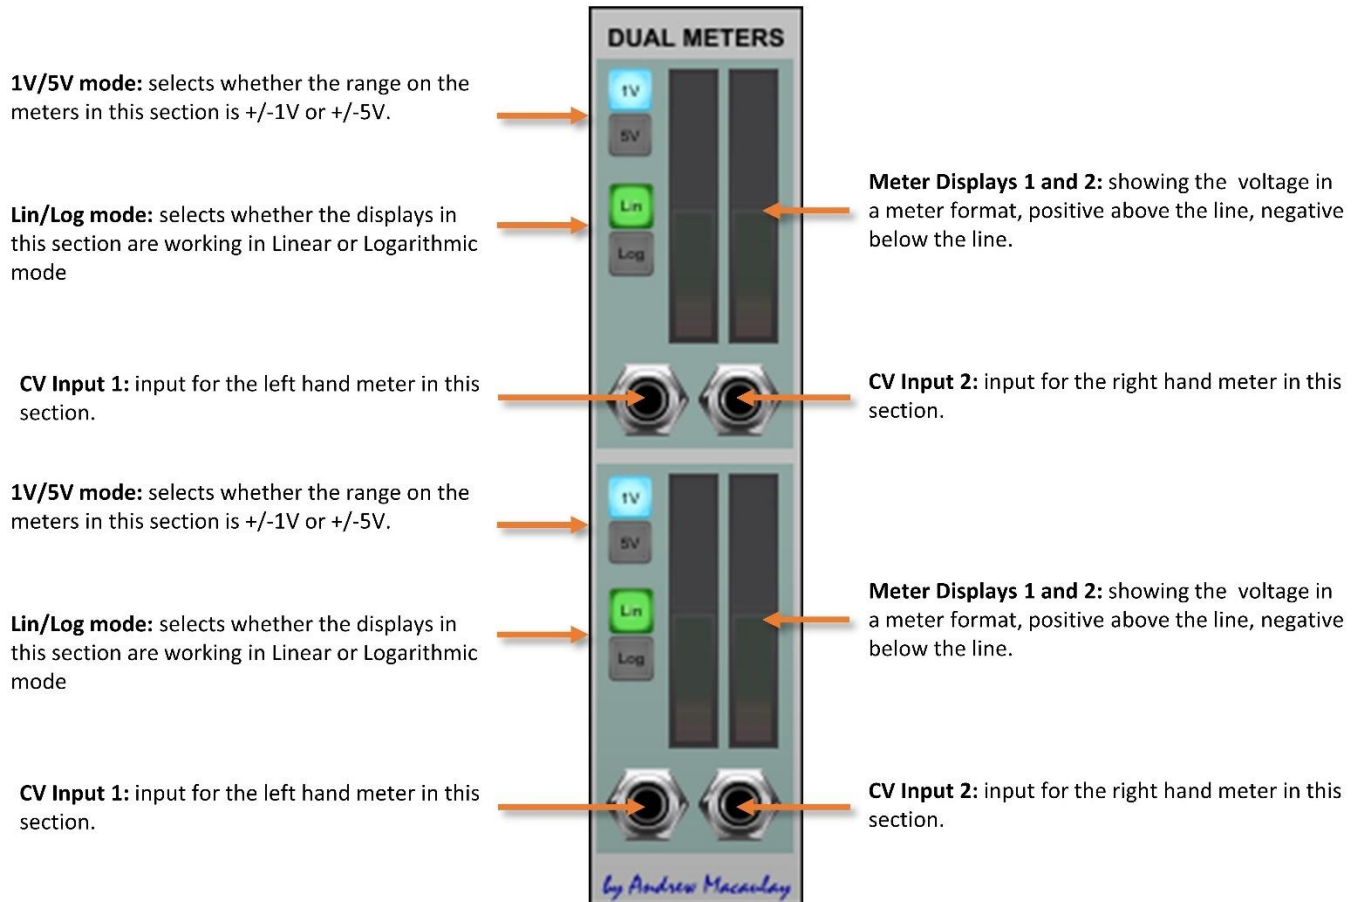 DUAL METERS
1V/5V mode: selects whether the range on the
meters in this section is +/-1V or +/-5V.
1V
5V
Lin/Log mode: selects whether the displays in
this section are working in Linear or Logarithmic
mode
Lin
Log
Meter Displays 1 and 2: showing the  voltage in
a meter format, positive above the line, negative
below the line.
CV Input 1: input for the left hand meter in this
section.
CV Input 2: input for the right hand meter in this
section.
1V/5V mode: selects whether the range on the
meters in this section is +/-1V or +/-5V.
1V
5V
Lin/Log mode: selects whether the displays in
this section are working in Linear or Logarithmic
mode
Lin
Log
Meter Displays 1 and 2: showing the  voltage in
a meter format, positive above the line, negative
below the line.
CV Input 1: input for the left hand meter in this
section.
CV Input 2: input for the right hand meter in this
section.
by Andrew Macaulay